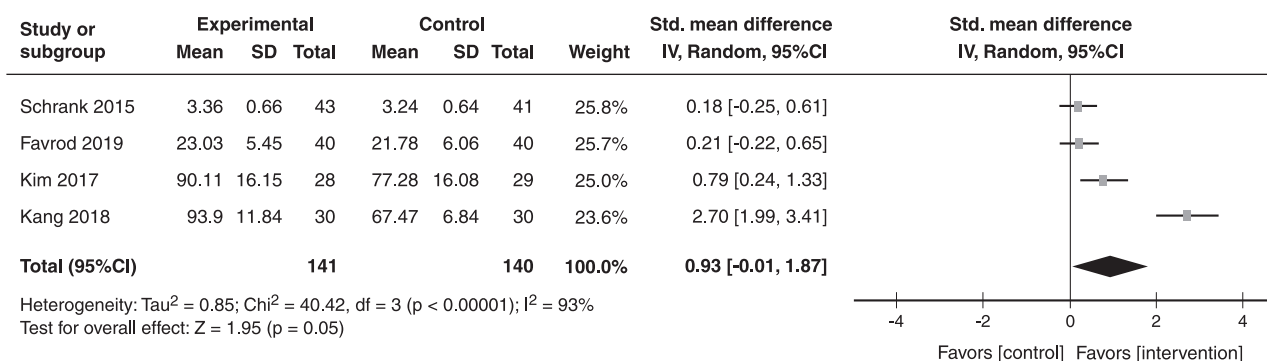 Study or subgroup Experimental Control Std. mean difference Std. mean difference
Mean SD Total Mean SD Total Weight IV, Random, 95%CI IV, Random, 95%CI
Schrank 2015 3.36 0.66 43 3.24 0.64 41 25.8% 0.18 [-0.25, 0.61]
Favrod 2019 23.03 5.45 40 21.78 6.06 40 25.7% 0.21 [-0.22, 0.65]
Kim 2017 90.11 16.15 28 77.28 16.08 29 25.0% 0.79 [0.24, 1.33]
Kang 2018 93.9 11.84 30 67.47 6.84 30 23.6% 2.70 [1.99, 3.41]
Total (95%CI) 141 140 100.0% 0.93 [-0.01, 1.87]
Heterogeneity: Tau² = 0.85; Chi² = 40.42, df = 3 (p < 0.00001); I² = 93%
Test for overall effect: Z = 1.95 (p = 0.05)
-4 -2 0 2 4
Favors [control] Favors [intervention]